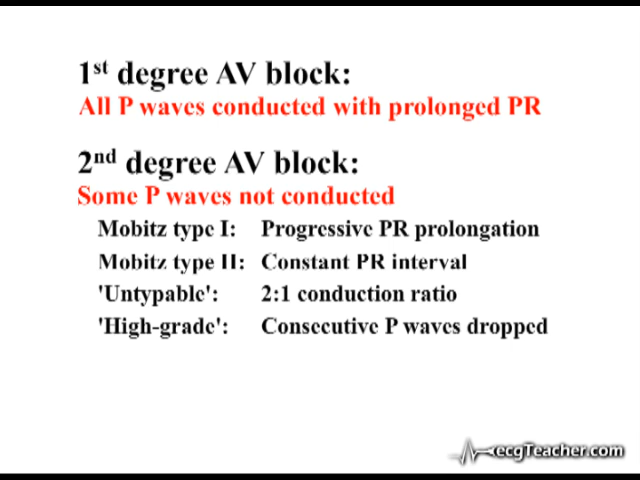 1st degree AV block:
All P waves conducted with prolonged PR
2nd degree AV block:
Some P waves not conducted
Mobitz type I: Progressive PR prolongation
Mobitz type II: Constant PR interval
'Untypable': 2:1 conduction ratio
'High-grade': Consecutive P waves dropped
ecgTeacher.com